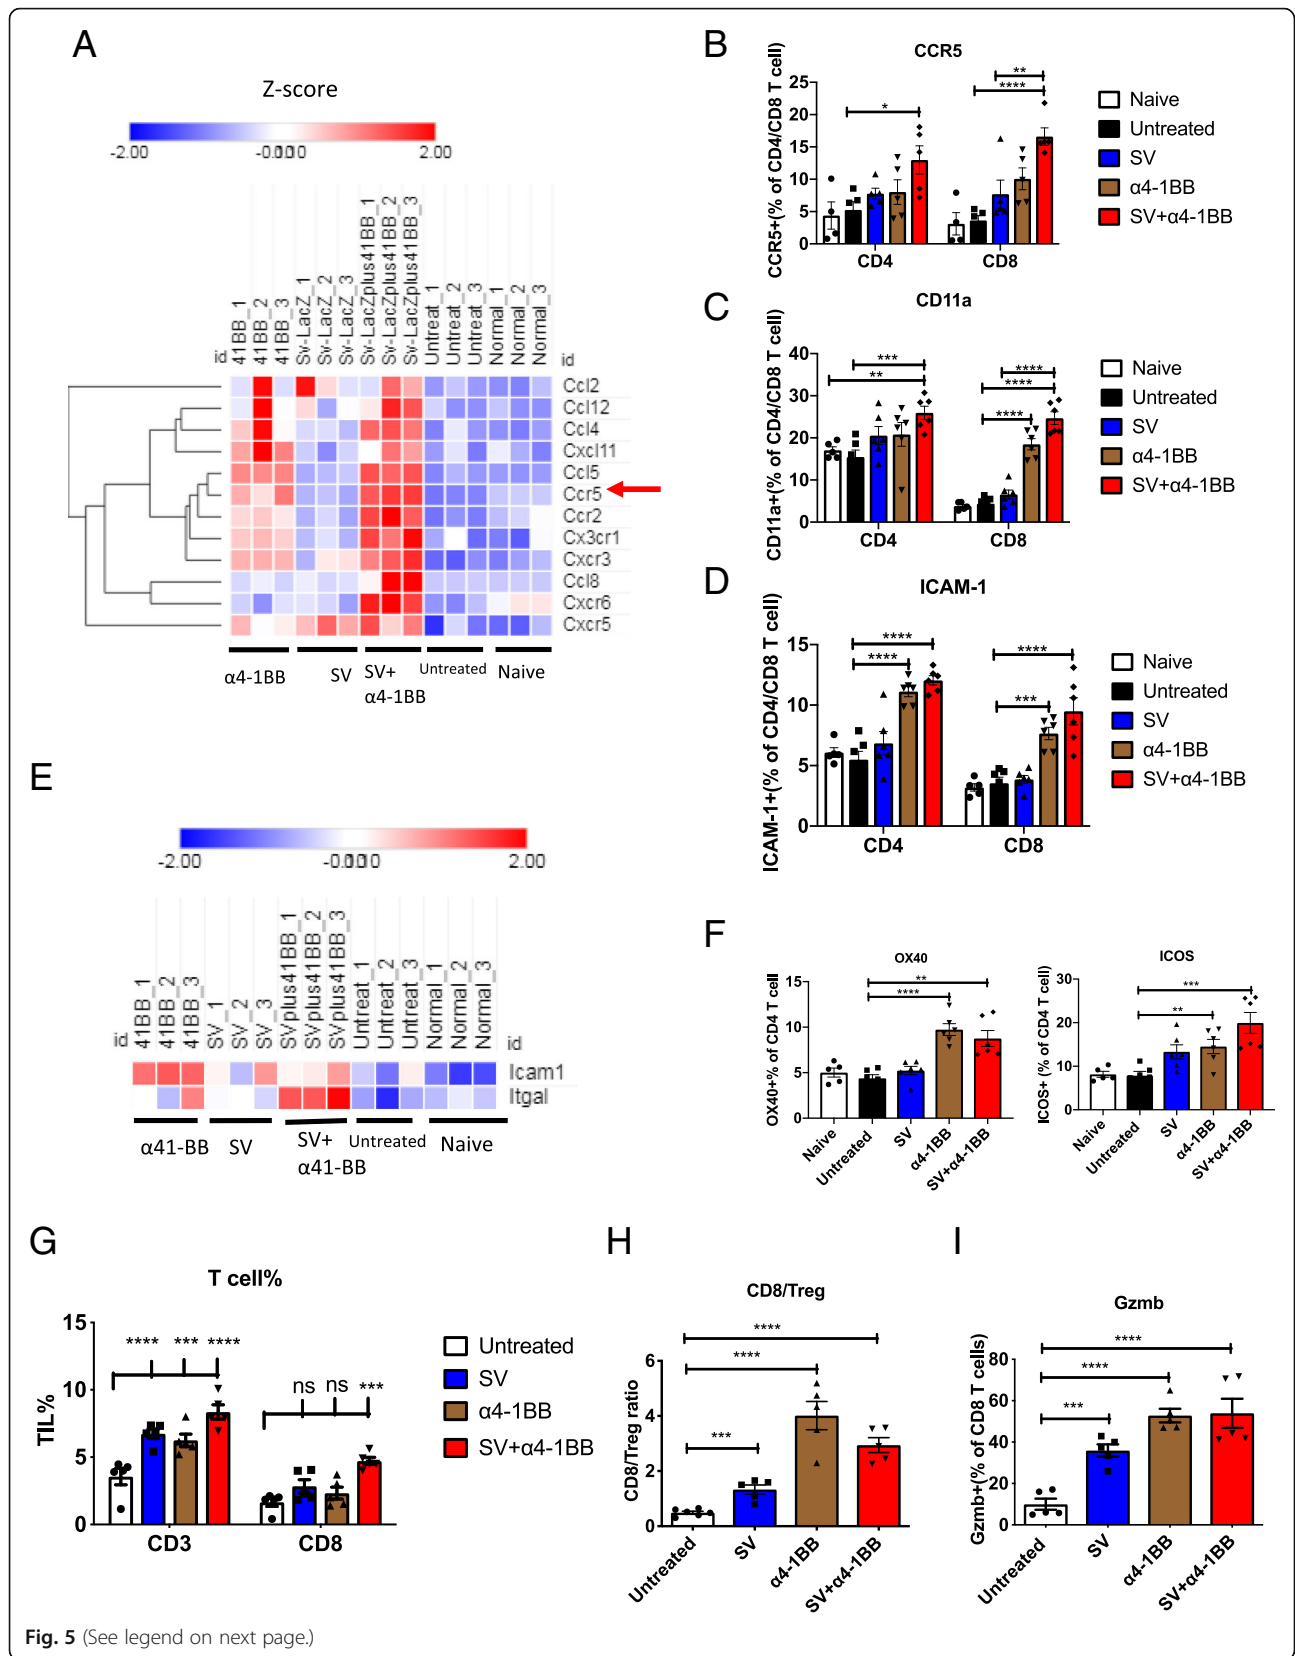 A
Z-score
-2.00
-0.00
0.00
2.00
id
41BB_1
41BB_2
41BB_3
Sv-LacZ_1
Sv-LacZ_2
Sv-LacZ_3
Sv-LacZplus41BB_1
Sv-LacZplus41BB_2
Sv-LacZplus41BB_3
Untreat_1
Untreat_2
Untreat_3
Normal_1
Normal_2
Normal_3
id
Ccl2
Ccl12
Ccl4
Cxcl11
Ccl5
Ccr5
Ccr2
Cx3cr1
Cxcr3
Ccl8
Cxcr6
Cxcr5
α4-1BB
SV
SV+
α4-1BB
Untreated
Naive
B
CCR5
CCR5+(% of CD4/CD8 T cell)
25
20
15
10
5
0
*
**
****
CD4
CD8
Naive
Untreated
SV
α4-1BB
SV+α4-1BB
C
CD11a
CD11a+(% of CD4/CD8 T cell)
40
30
20
10
0
***
**
****
****
****
CD4
CD8
Naive
Untreated
SV
α4-1BB
SV+α4-1BB
D
ICAM-1
ICAM-1+(% of CD4/CD8 T cell)
15
10
5
0
****
****
****
***
CD4
CD8
Naive
Untreated
SV
α4-1BB
SV+α4-1BB
E
-2.00
-0.00
0.00
2.00
id
41BB_1
41BB_2
41BB_3
SV_1
SV_2
SV_3
SVplus41BB_1
SVplus41BB_2
SVplus41BB_3
Untreat_1
Untreat_2
Untreat_3
Normal_1
Normal_2
Normal_3
id
Icam1
Itgal
α41-BB
SV
SV+
α41-BB
Untreated
Naive
F
OX40
OX40+% of CD4 T cell
15
10
5
0
**
****
Naive
Untreated
SV
α4-1BB
SV+α4-1BB
ICOS
ICOS+ (% of CD4 T cell)
30
20
10
0
***
**
Naive
Untreated
SV
α4-1BB
SV+α4-1BB
G
T cell%
TIL%
15
10
5
0
****
***
****
ns
ns
***
CD3
CD8
Untreated
SV
α4-1BB
SV+α4-1BB
H
CD8/Treg
CD8/Treg ratio
6
4
2
0
****
****
***
Untreated
SV
α4-1BB
SV+α4-1BB
I
Gzmb
Gzmb+(% of CD8 T cells)
80
60
40
20
0
****
****
***
Untreated
SV
α4-1BB
SV+α4-1BB
Fig. 5 (See legend on next page.)